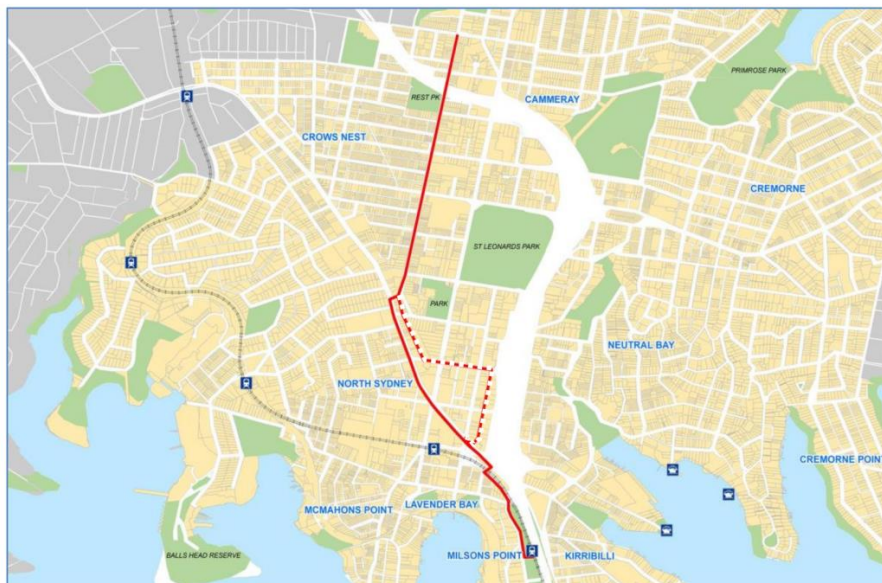 PRIMROSE PARK
REST PK
CAMMERAY
CROWS NEST
CREMORNE
ST LEONARDS PARK
PARK
NEUTRAL BAY
NORTH SYDNEY
CREMORNE POINT
LAVENDER BAY
MCMAHONS POINT
BALLS HEAD RESERVE
MILSONS POINT
KIRRIBILLI